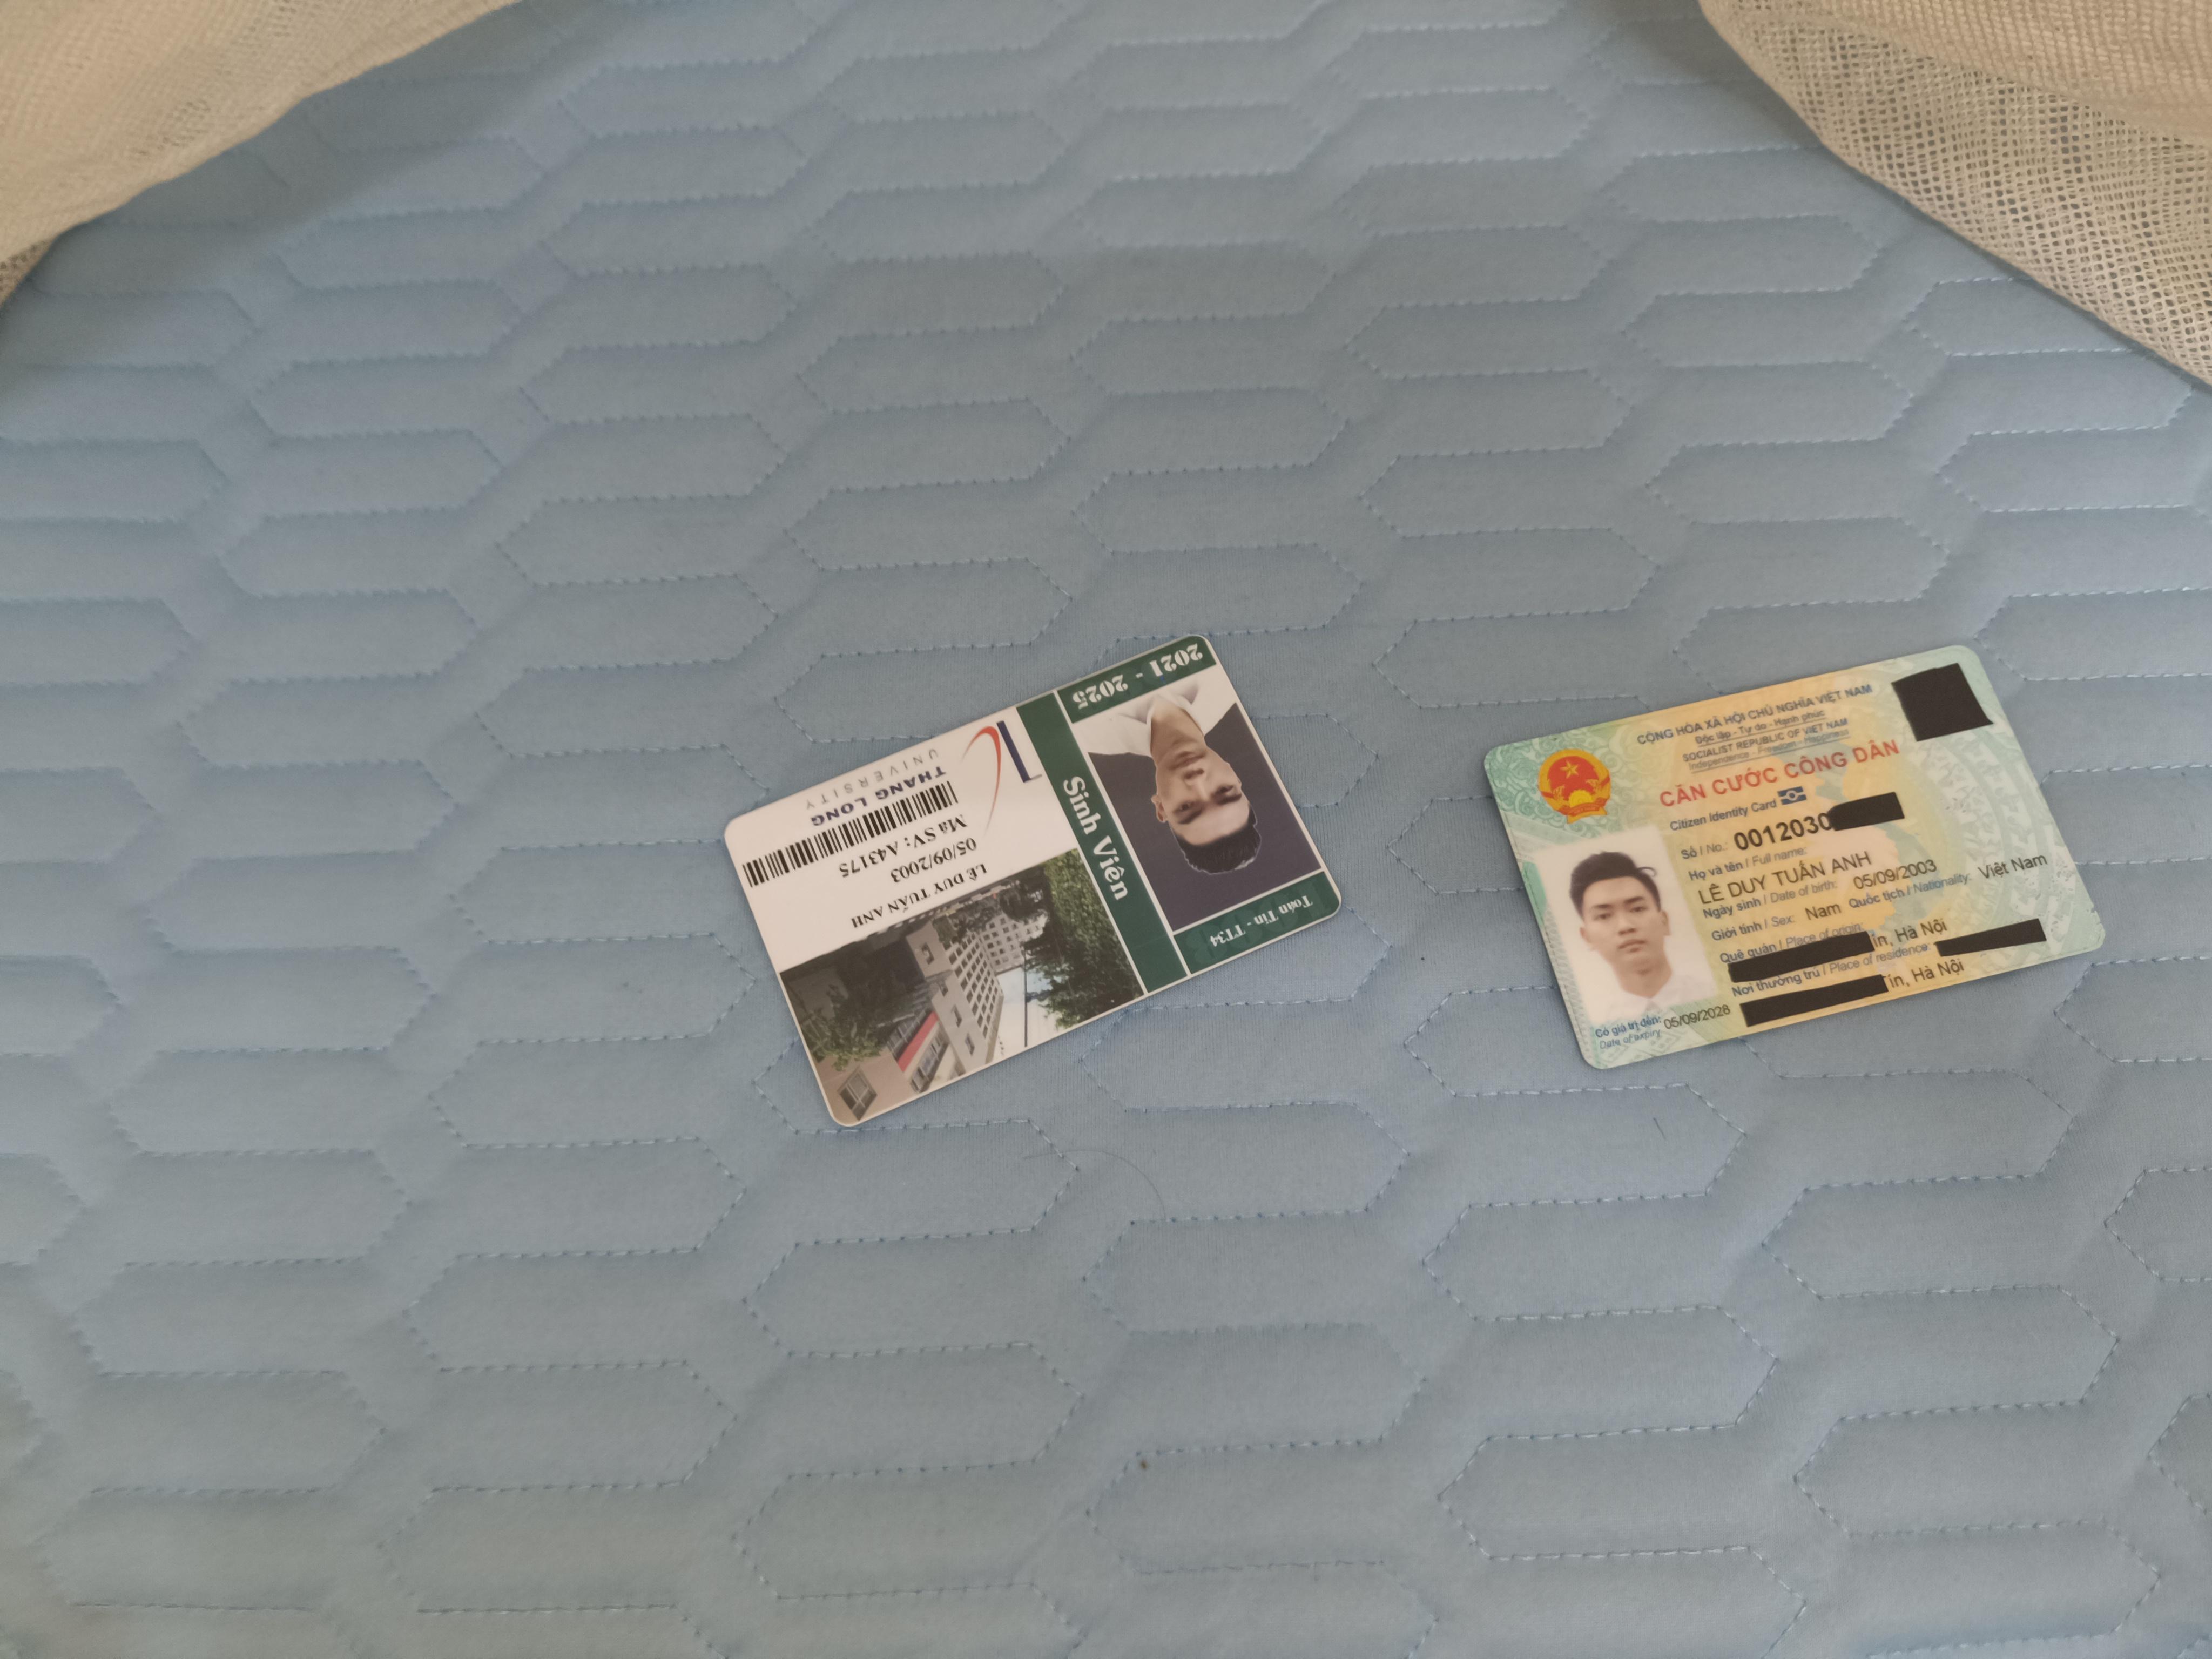 2021 - 2025
Toán Tin - TT34
Sinh Viên
THANG LONG
UNIVERSITY
Mã SV: A43175
05/09/2003
LÊ DUY TUẤN ANH
CỘNG HÒA XÃ HỘI CHỦ NGHĨA VIỆT NAM
Độc lập - Tự do - Hạnh phúc
SOCIALIST REPUBLIC OF VIET NAM
Independence - Freedom - Happiness
CĂN CƯỚC CÔNG DÂN
Citizen Identity Card
Số / No.: 0012030
Họ và tên / Full name:
LÊ DUY TUẤN ANH
Ngày sinh / Date of birth: 05/09/2003
Giới tính / Sex: Nam Quốc tịch / Nationality: Việt Nam
Quê quán / Place of origin:
ín, Hà Nội
Nơi thường trú / Place of residence:
Tín, Hà Nội
Có giá trị đến: 05/09/2028
Date of expiry